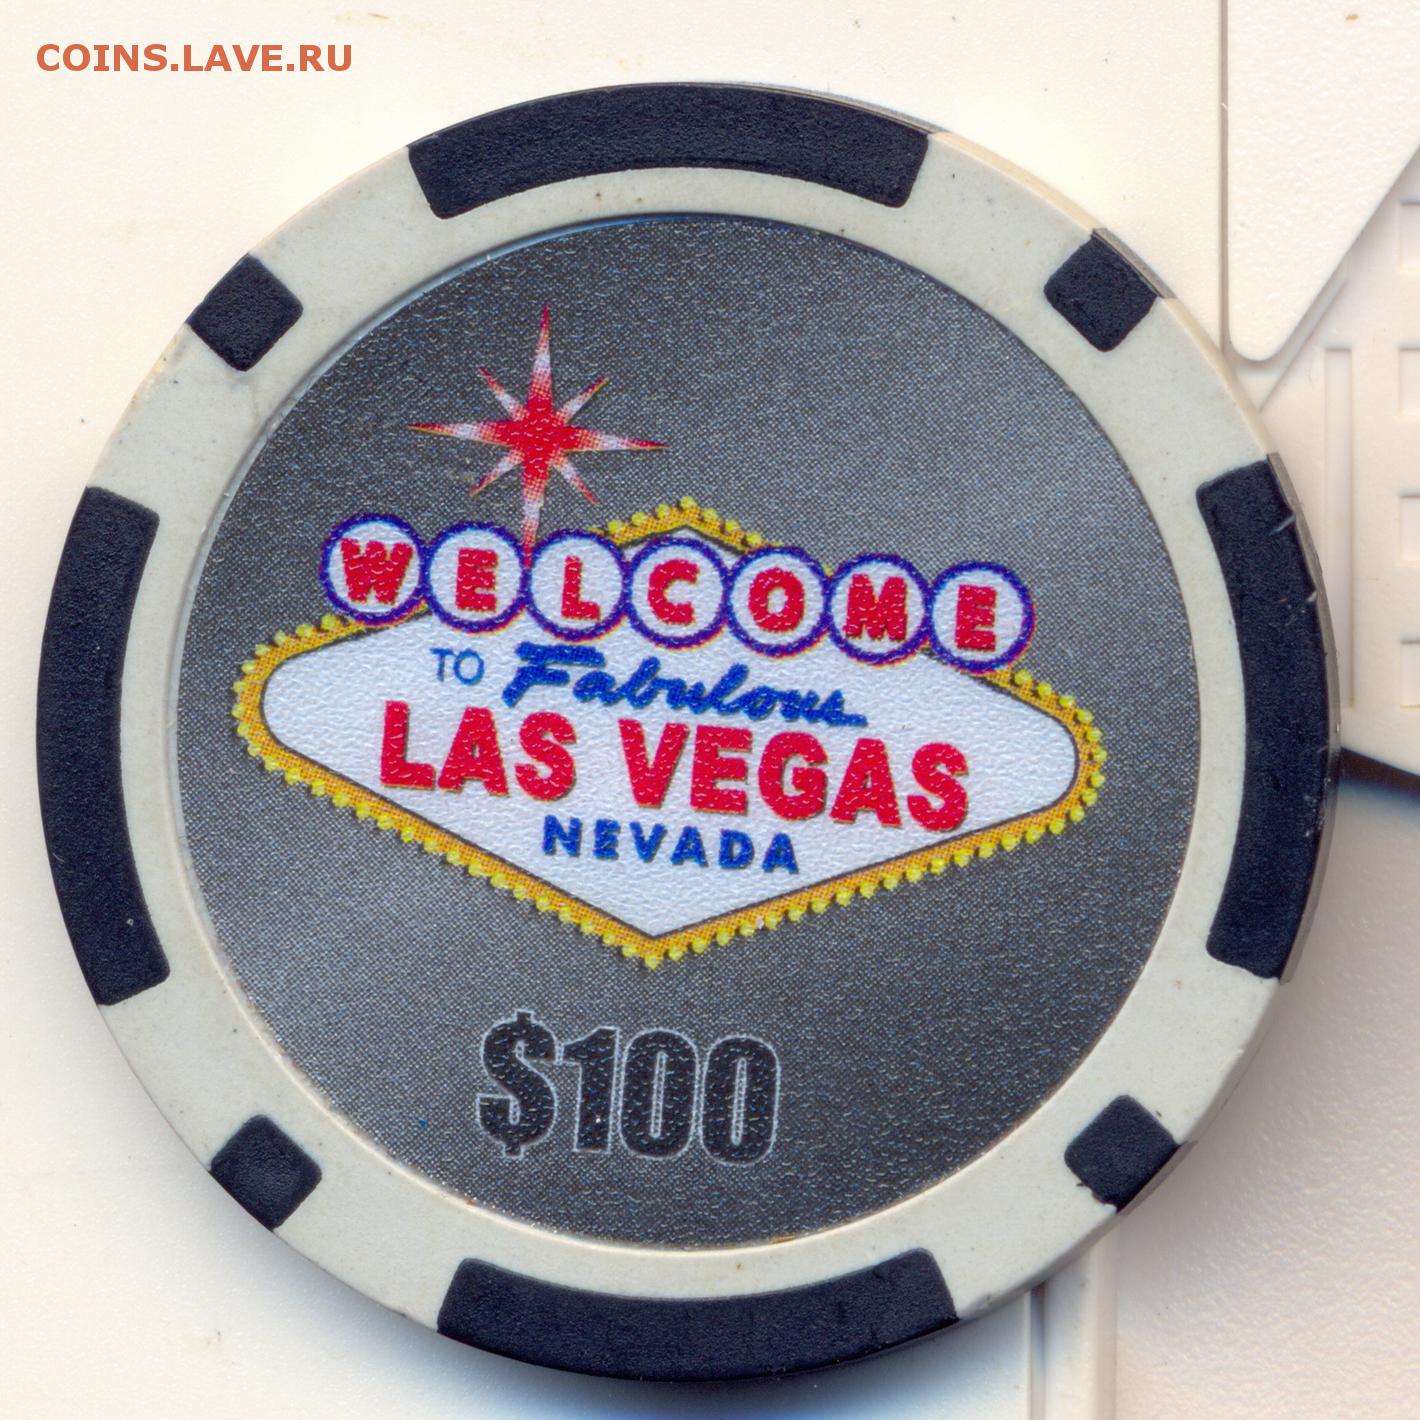 COINS.LAVE.RU
WELCOME
TO Fabulous
LAS VEGAS
NEVADA
$100